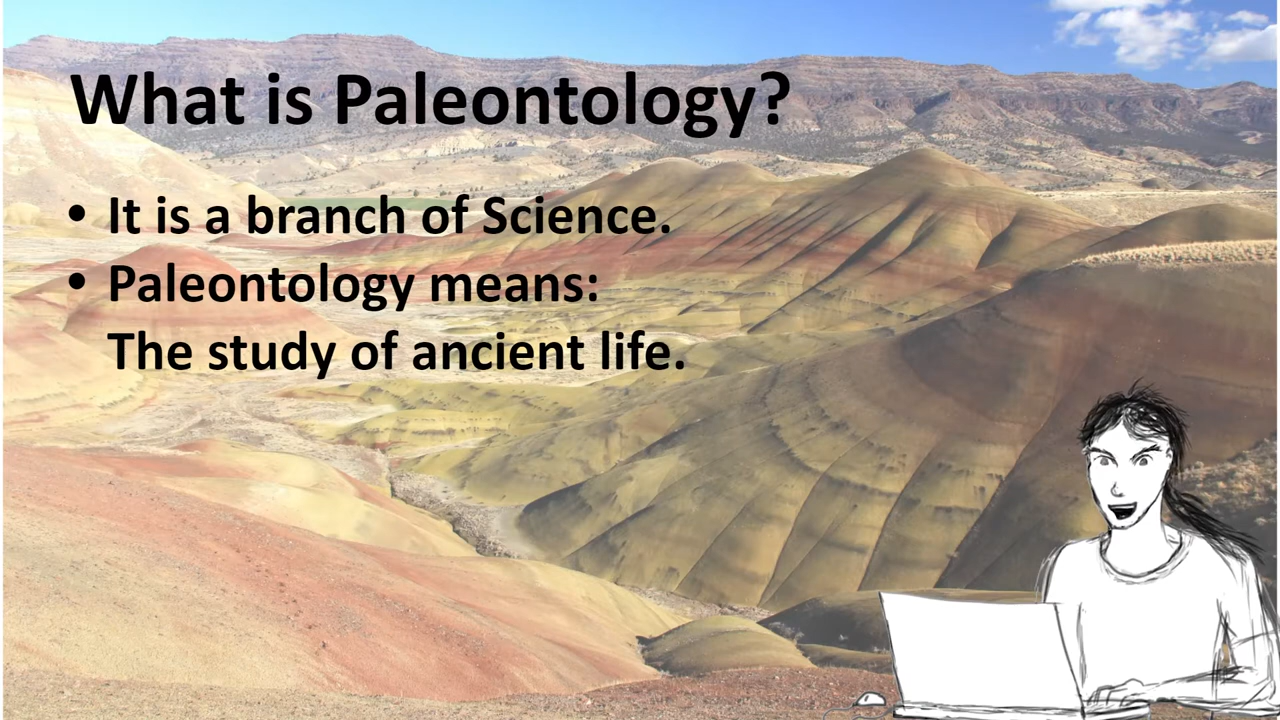 What is Paleontology?
• It is a branch of Science.
• Paleontology means:
The study of ancient life.